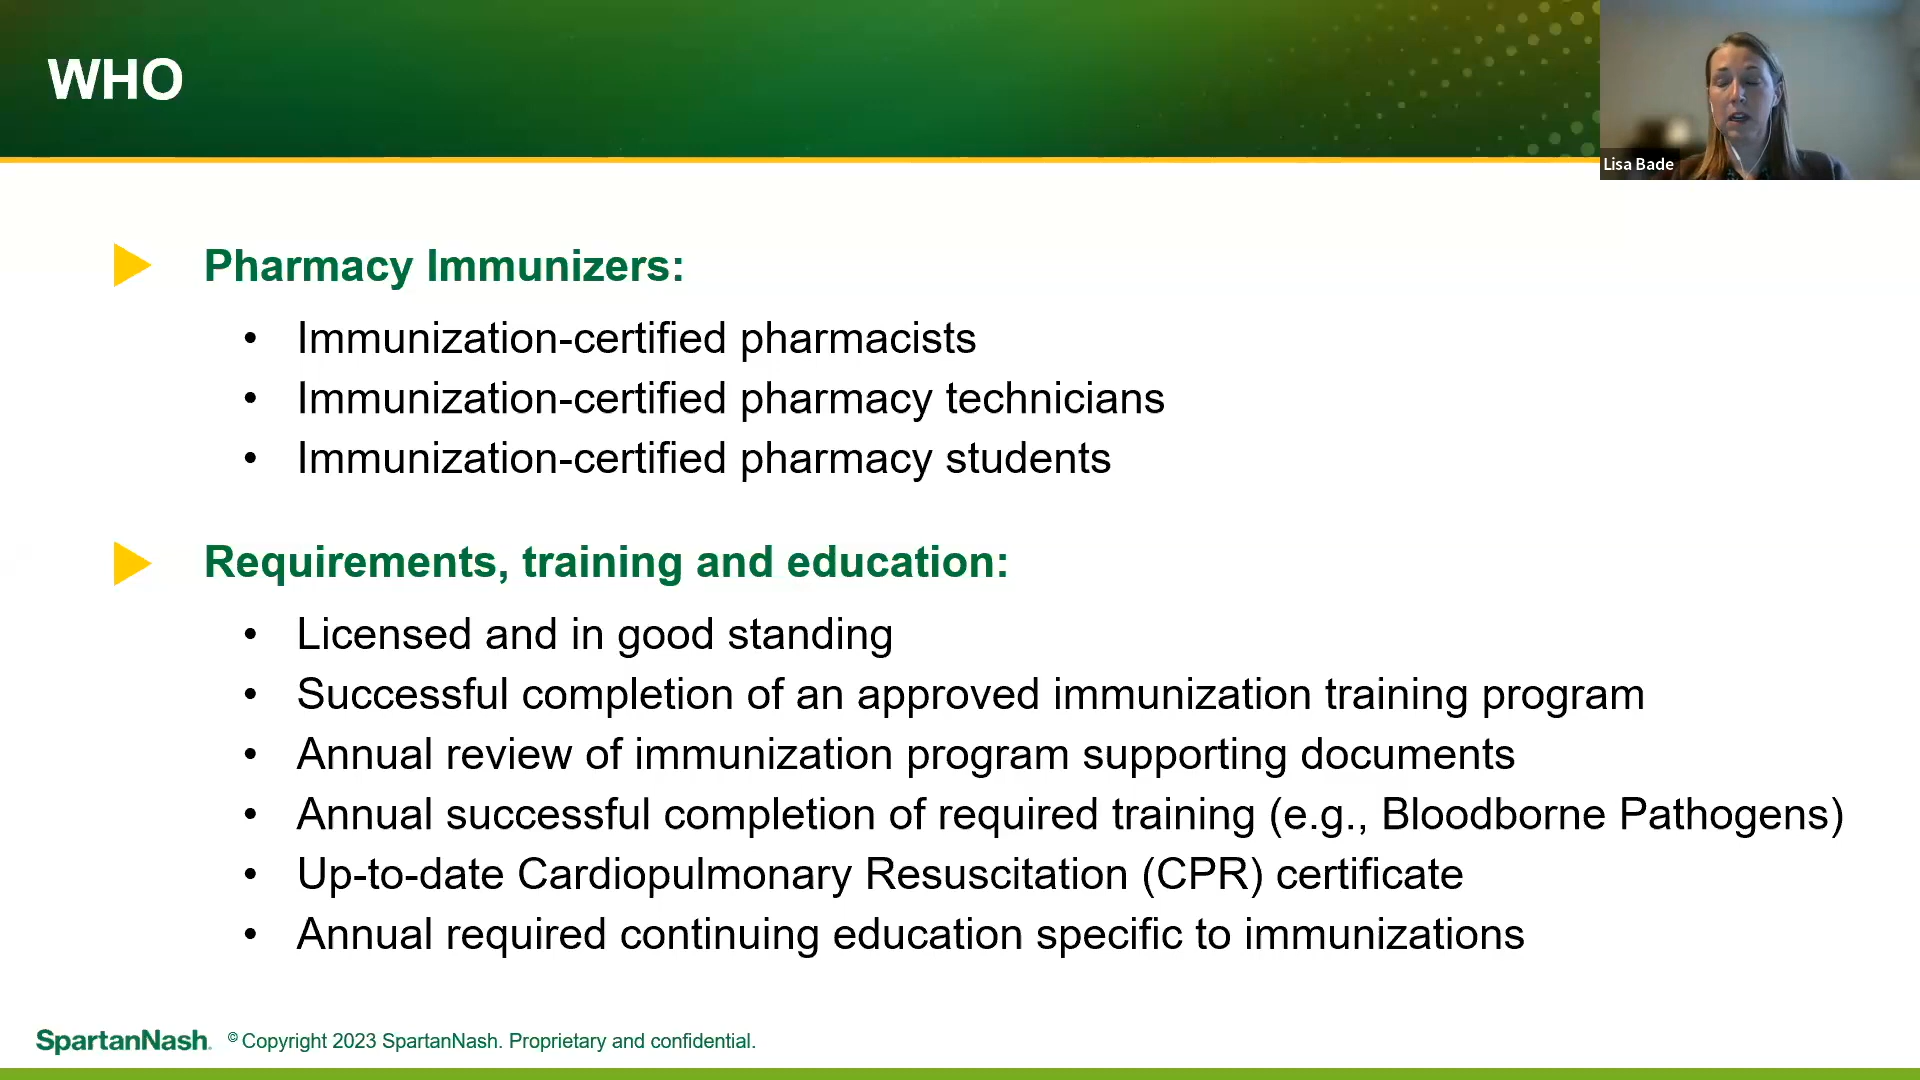 WHO
Lisa Bade
Pharmacy Immunizers:
• Immunization-certified pharmacists
• Immunization-certified pharmacy technicians
• Immunization-certified pharmacy students
Requirements, training and education:
• Licensed and in good standing
• Successful completion of an approved immunization training program
• Annual review of immunization program supporting documents
• Annual successful completion of required training (e.g., Bloodborne Pathogens)
• Up-to-date Cardiopulmonary Resuscitation (CPR) certificate
• Annual required continuing education specific to immunizations
SpartanNash. © Copyright 2023 SpartanNash. Proprietary and confidential.